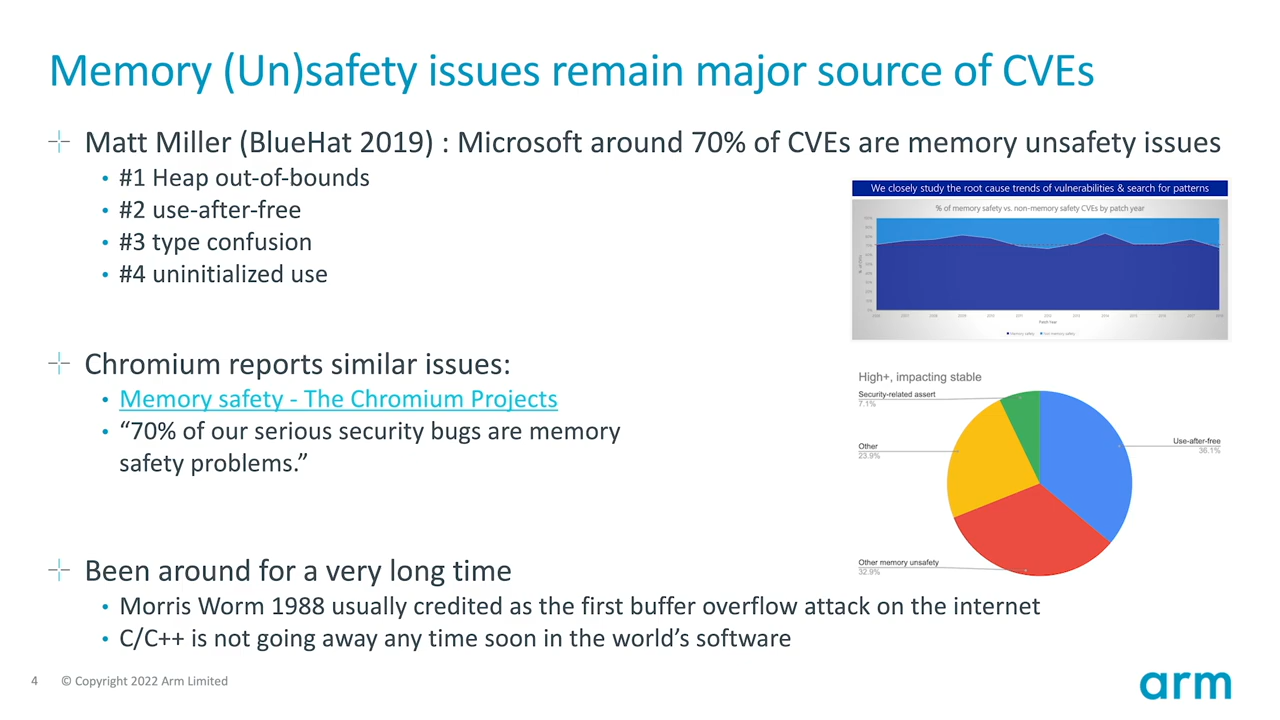 Memory (Un)safety issues remain major source of CVEs
Matt Miller (BlueHat 2019) : Microsoft around 70% of CVEs are memory unsafety issues
• #1 Heap out-of-bounds
• #2 use-after-free
• #3 type confusion
• #4 uninitialized use
We closely study the root cause trends of vulnerabilities & search for patterns
% of memory safety vs. non-memory safety CVEs by patch year
Patch Year
Memory safety Not memory safety
Chromium reports similar issues:
• Memory safety - The Chromium Projects
• “70% of our serious security bugs are memory
safety problems.”
High+, impacting stable
Security-related assert
7.1%
Other
23.9%
Use-after-free
36.1%
Other memory unsafety
32.9%
Been around for a very long time
• Morris Worm 1988 usually credited as the first buffer overflow attack on the internet
• C/C++ is not going away any time soon in the world’s software
4 © Copyright 2022 Arm Limited
arm